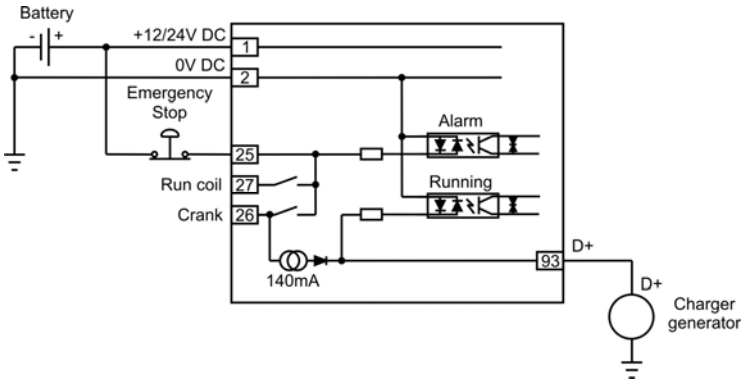 Battery
- +
+12/24V DC
1
0V DC
2
Emergency
Stop
25
Alarm
Run coil
27
Running
Crank
26
140mA
93
D+
D+
Charger
generator